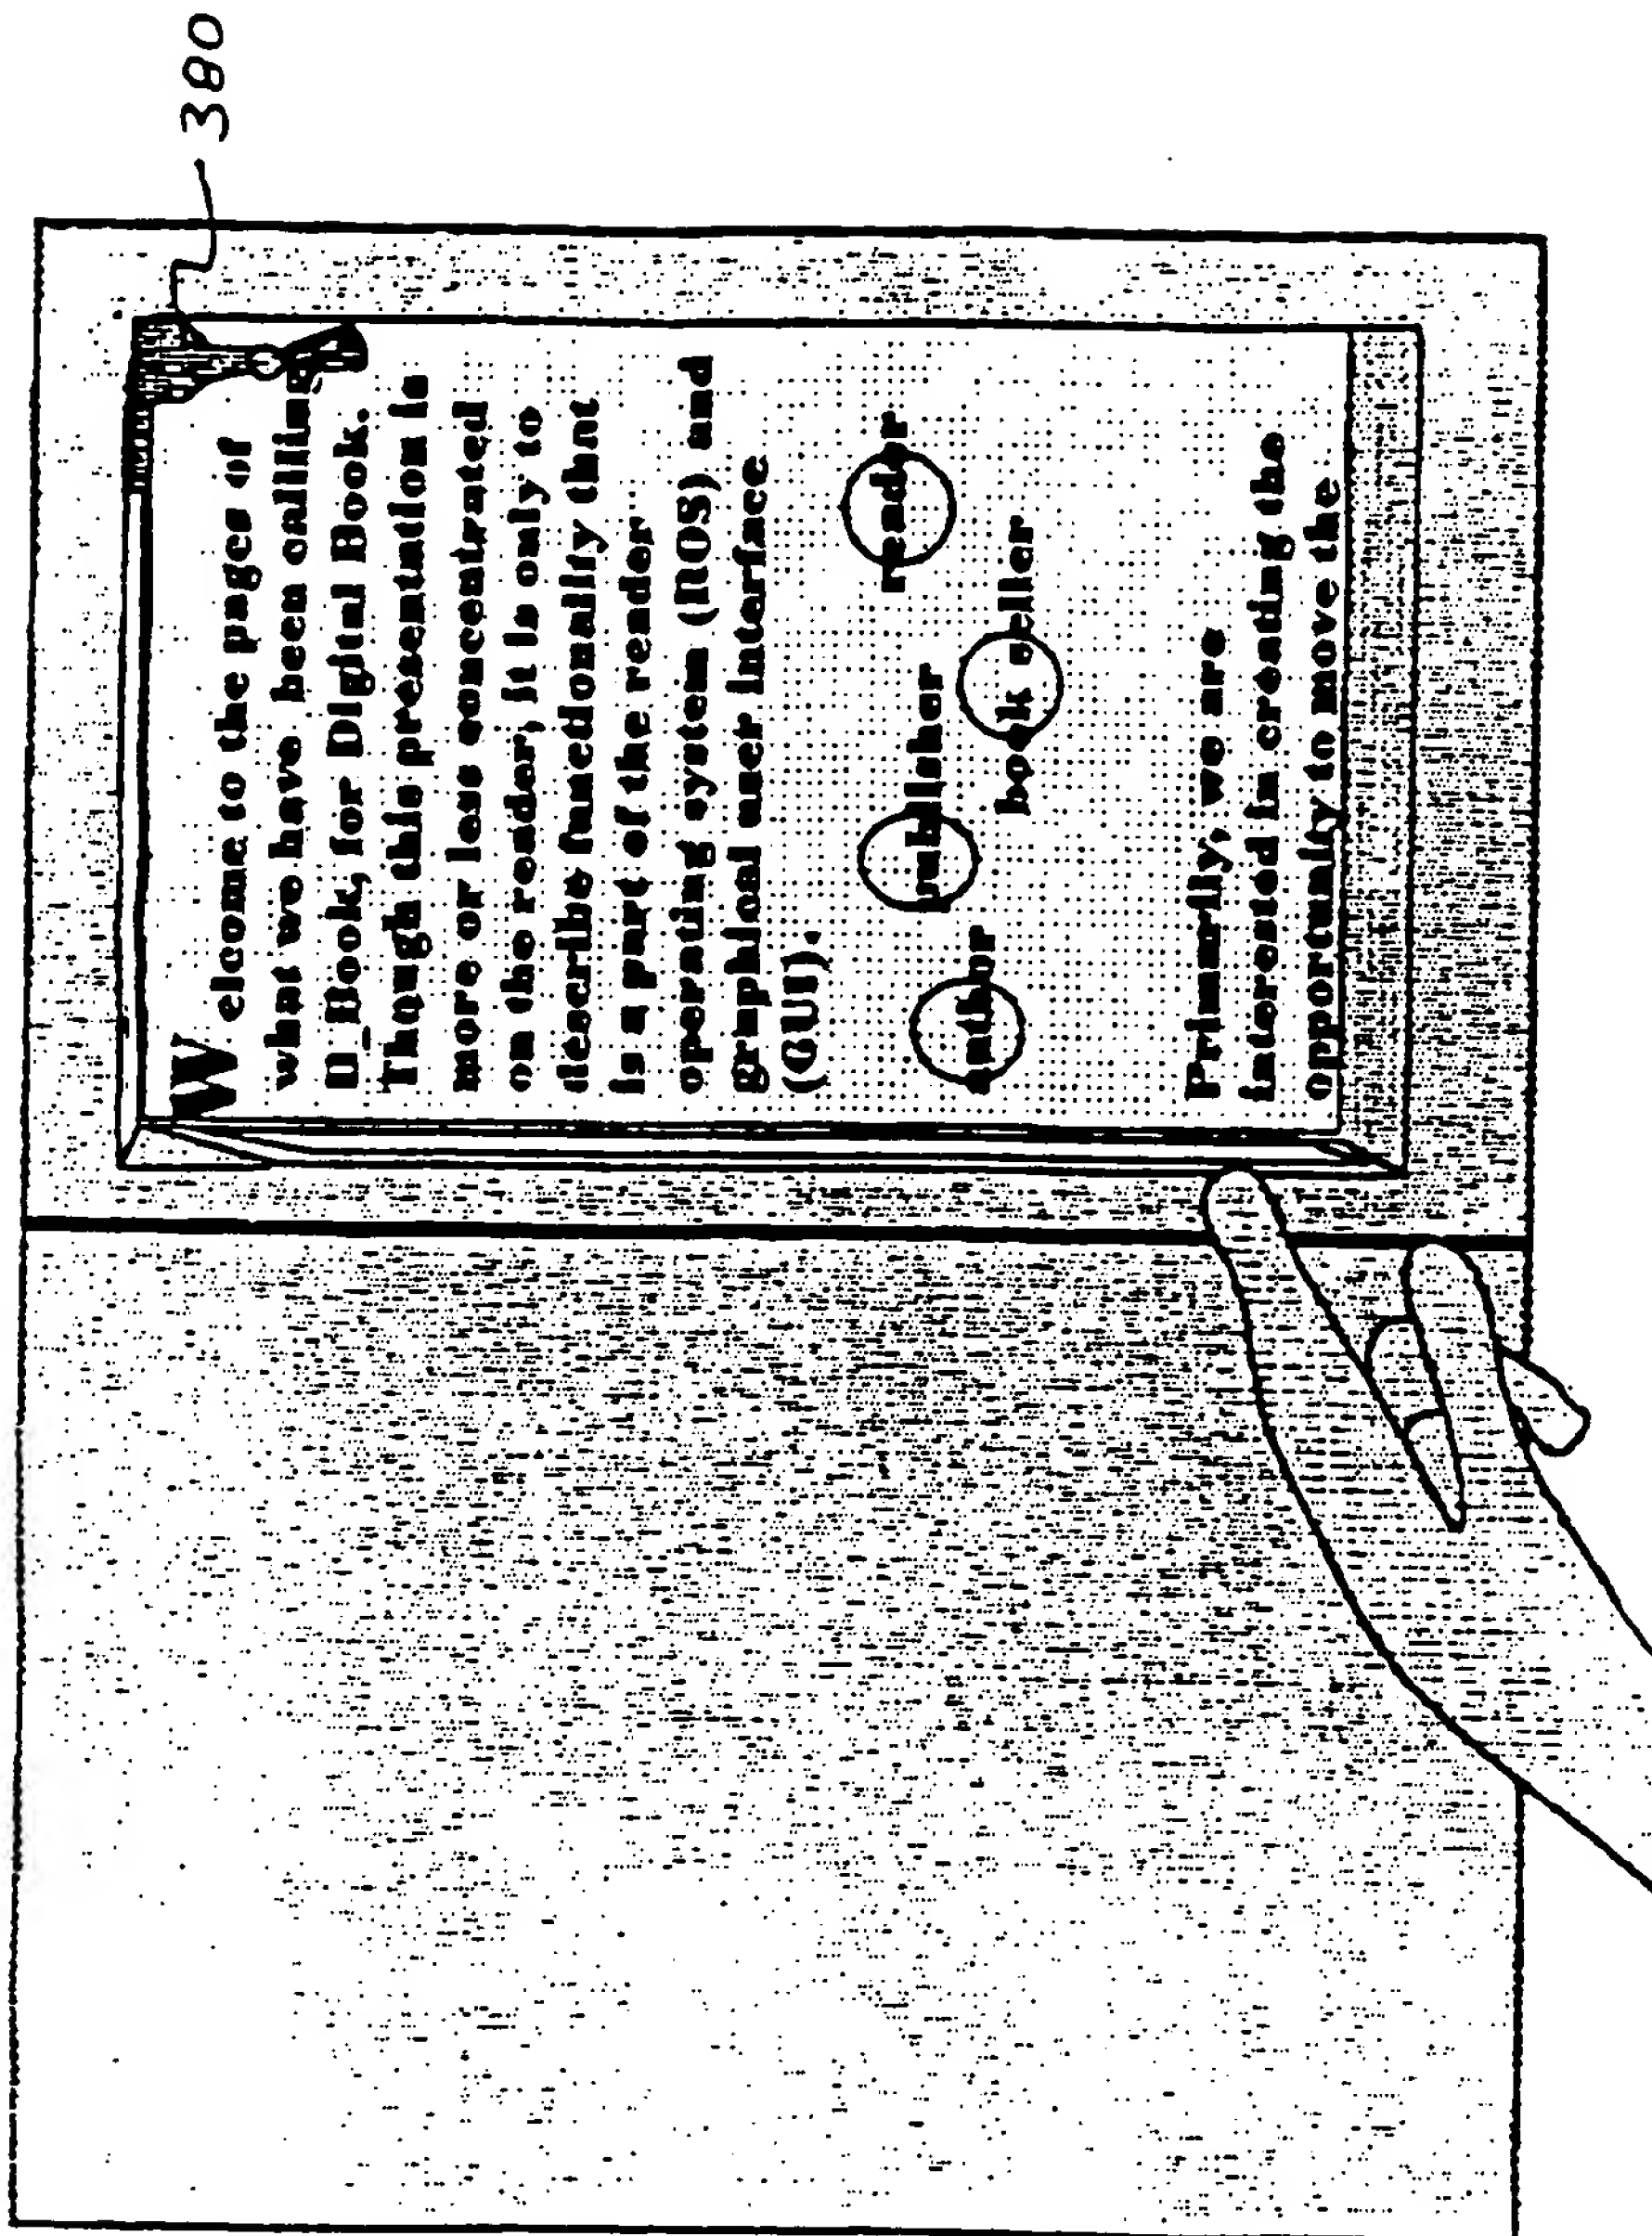 380
Welcome to the pages of
what we have been calling
D_Book, for Digital Book.
Though this presentation is
more or less concentrated
on the reader, it is only to
describe functionality that
is a part of the reader
operating system (ROS) and
graphical user interface
(GUI).
reader
publisher
book seller
author
Primarily, we are
interested in creating the
opportunity to move the